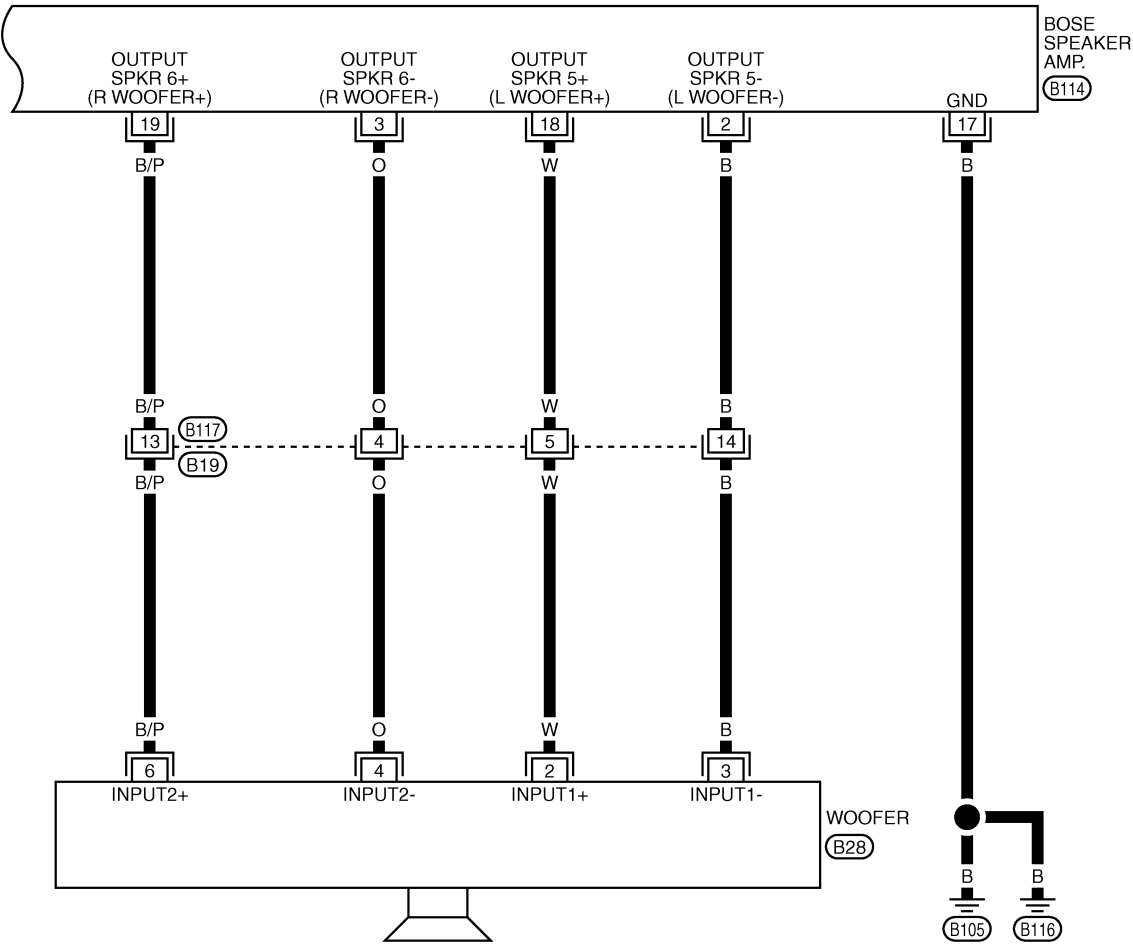 BOSE
SPEAKER
AMP.
B114
OUTPUT
SPKR 6+
(R WOOFER+)
OUTPUT
SPKR 6-
(R WOOFER-)
OUTPUT
SPKR 5+
(L WOOFER+)
OUTPUT
SPKR 5-
(L WOOFER-)
GND
19 3 18 2 17
B/P O W B B
B/P O W B
B117
13 4 5 14
B19
B/P O W B
B/P O W B
6 4 2 3
INPUT2+ INPUT2- INPUT1+ INPUT1-
WOOFER
B28
B B
B105 B116